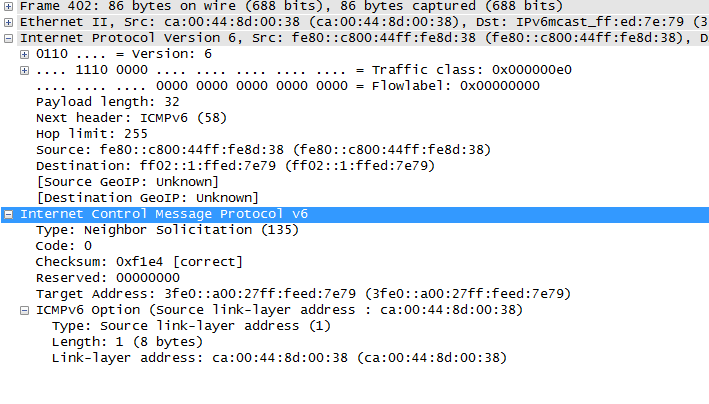 Frame 402: 86 bytes on wire (688 bits), 86 bytes captured (688 bits)
Ethernet II, Src: ca:00:44:8d:00:38 (ca:00:44:8d:00:38), Dst: IPv6mcast_ff:ed:7e:79 (3
Internet Protocol Version 6, Src: fe80::c800:44ff:fe8d:38 (fe80::c800:44ff:fe8d:38), D
0110 .... = Version: 6
.... 1110 0000 .... .... .... .... .... = Traffic class: 0x000000e0
.... .... .... 0000 0000 0000 0000 0000 = Flowlabel: 0x00000000
Payload length: 32
Next header: ICMPv6 (58)
Hop limit: 255
Source: fe80::c800:44ff:fe8d:38 (fe80::c800:44ff:fe8d:38)
Destination: ff02::1:ffed:7e79 (ff02::1:ffed:7e79)
[Source GeoIP: Unknown]
[Destination GeoIP: Unknown]
Internet Control Message Protocol v6
Type: Neighbor Solicitation (135)
Code: 0
Checksum: 0xf1e4 [correct]
Reserved: 00000000
Target Address: 3fe0::a00:27ff:feed:7e79 (3fe0::a00:27ff:feed:7e79)
ICMPv6 Option (Source link-layer address : ca:00:44:8d:00:38)
Type: Source link-layer address (1)
Length: 1 (8 bytes)
Link-layer address: ca:00:44:8d:00:38 (ca:00:44:8d:00:38)